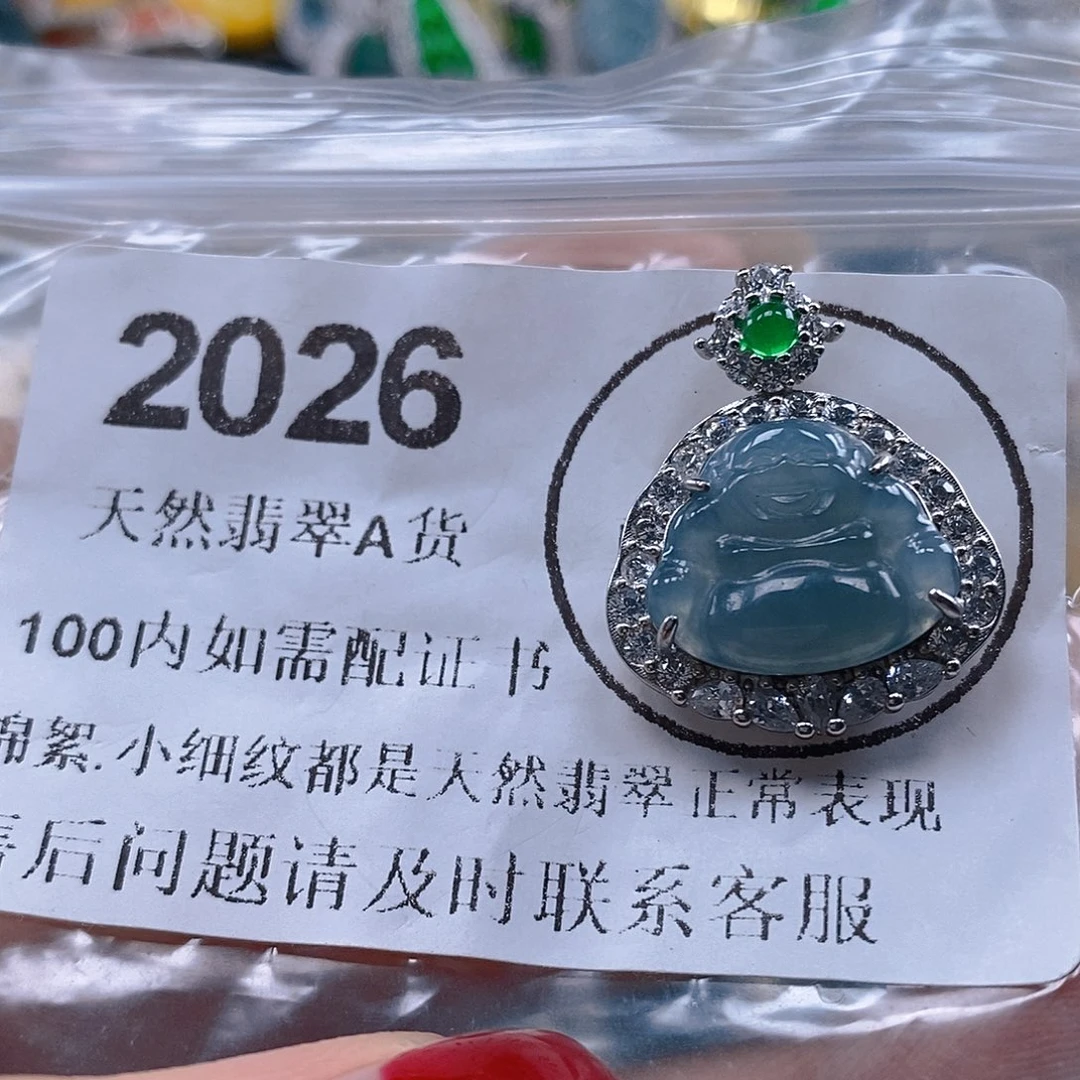 2026
天然翡翠A货
100内如需配证书
棉絮.小细纹都是天然翡翠正常表现
售后问题请及时联系客服